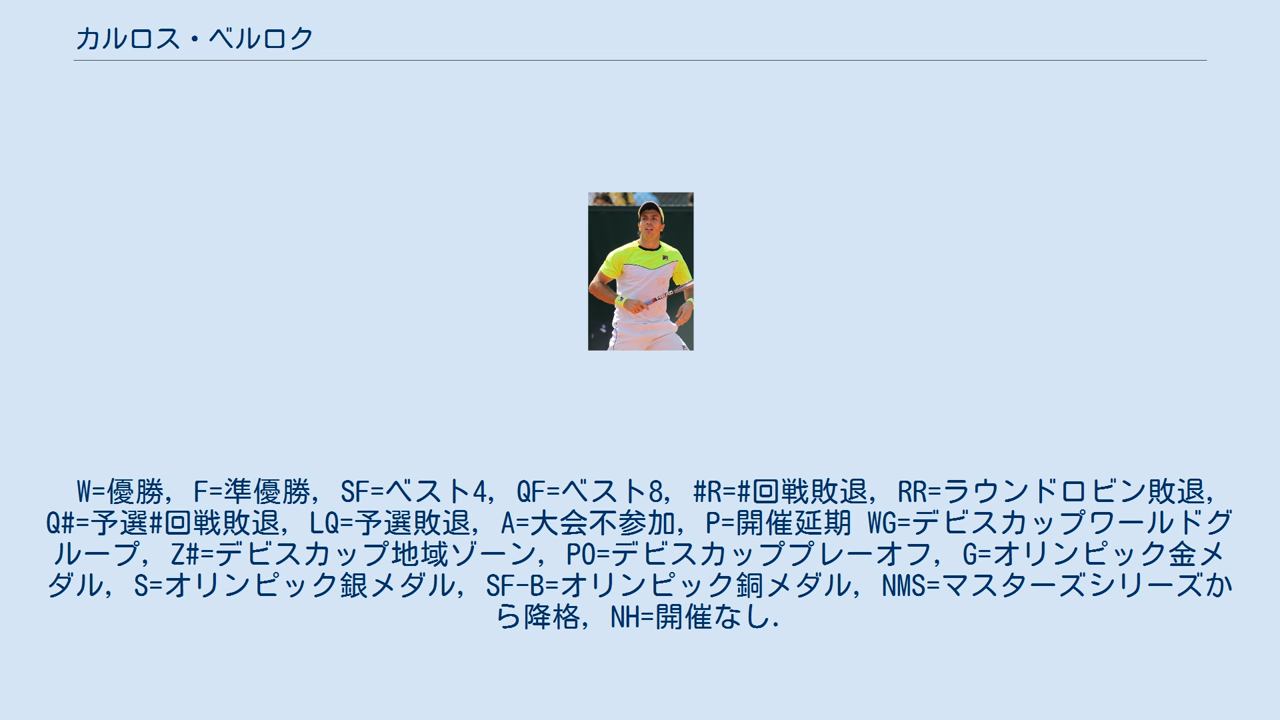 カルロス・ベルロク
W=優勝, F=準優勝, SF=ベスト4, QF=ベスト8, #R=#回戦敗退, RR=ラウンドロビン敗退,
Q#=予選#回戦敗退, LQ=予選敗退, A=大会不参加, P=開催延期 WG=デビスカップワールドグ
ループ, Z#=デビスカップ地域ゾーン, PO=デビスカッププレーオフ, G=オリンピック金メ
ダル, S=オリンピック銀メダル, SF-B=オリンピック銅メダル, NMS=マスターズシリーズか
ら降格, NH=開催なし.